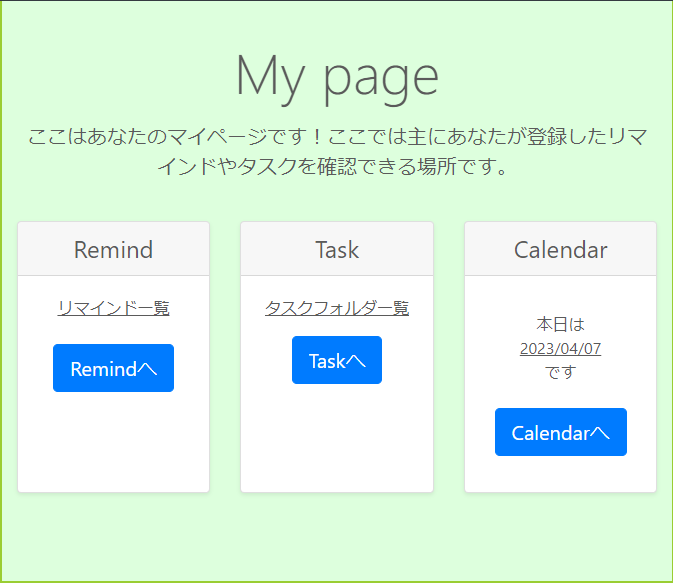 My page
ここはあなたのマイページです！ここでは主にあなたが登録したリマ
インドやタスクを確認できる場所です。
Remind
リマインド一覧
Remindへ
Task
タスクフォルダ一覧
Taskへ
Calendar
本日は
2023/04/07
です
Calendarへ